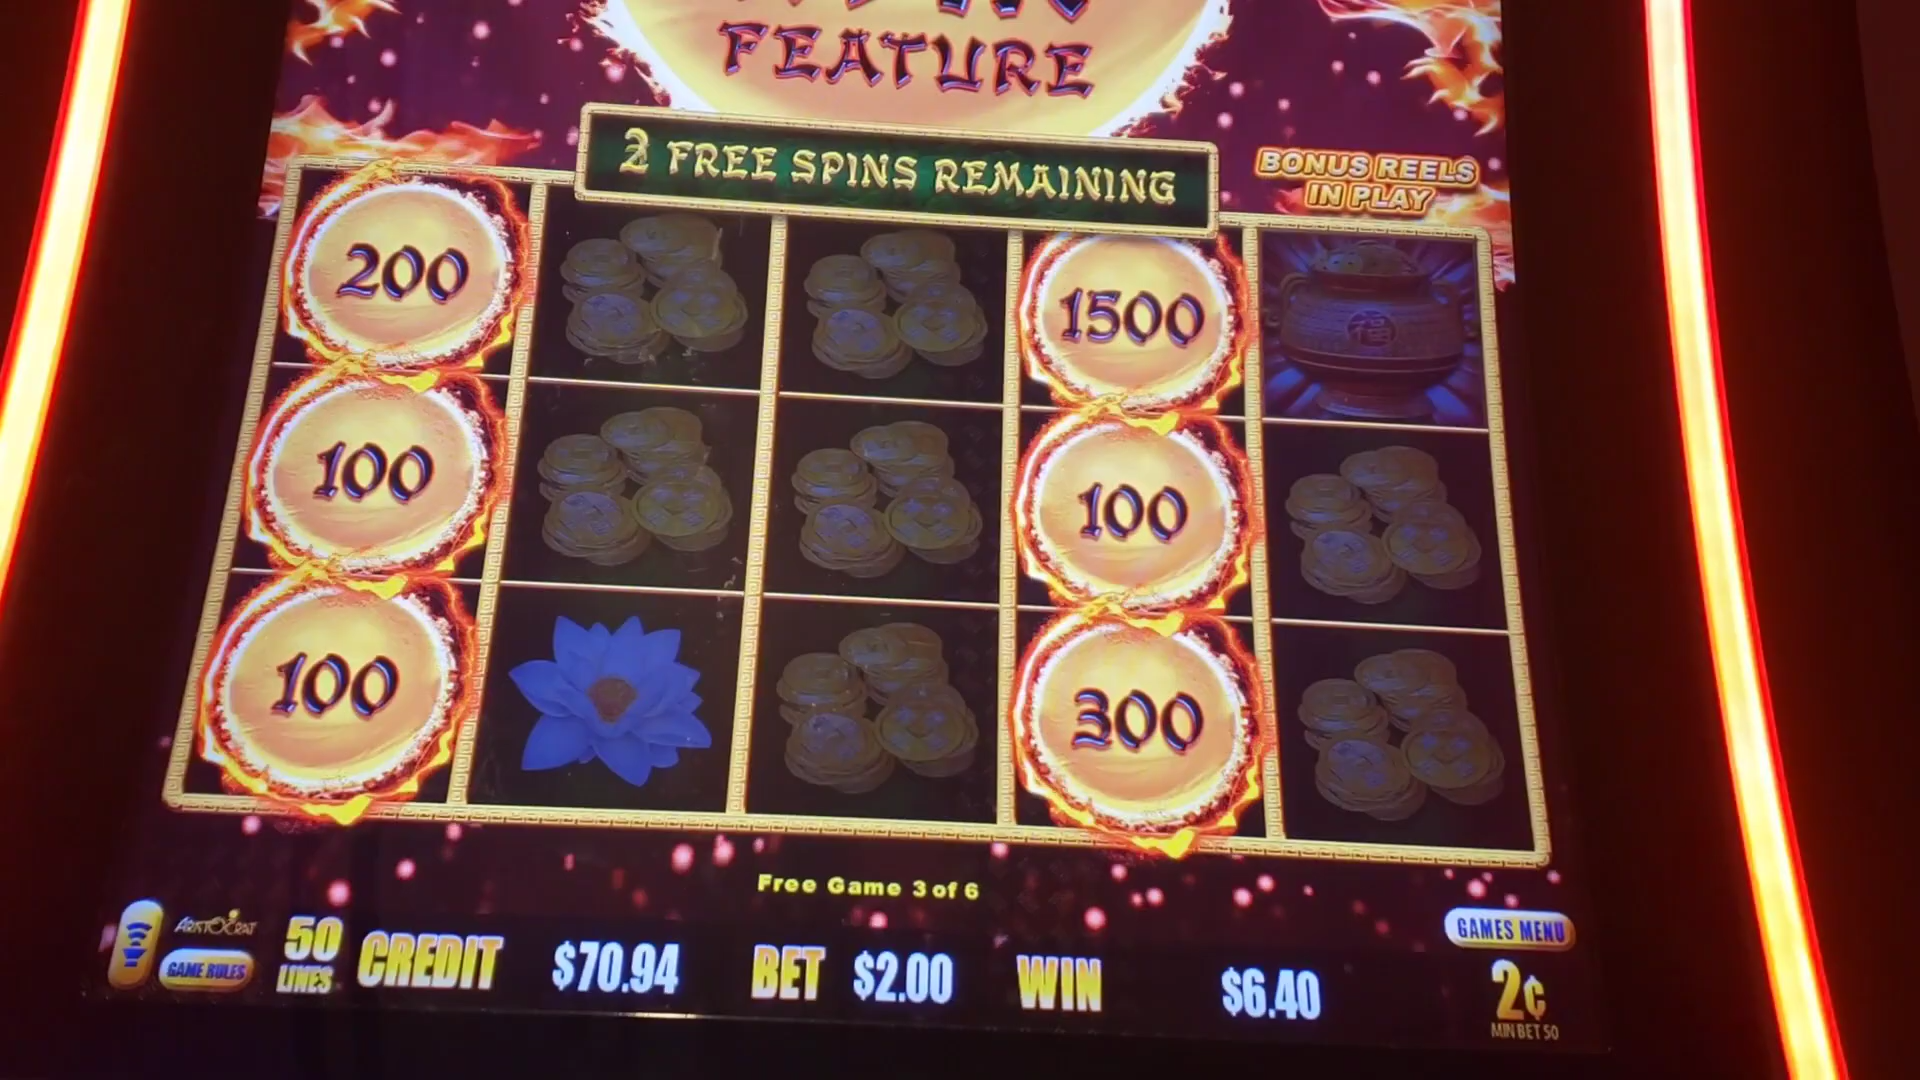 FEATURE
2 FREE SPINS REMAINING
BONUS REELS
IN PLAY
200
1500
福
100
100
100
300
Free Game 3 of 6
GAMES MENU
ARISTOCRAT
GAME RULES
50
LINES
CREDIT $70.94 BET $2.00 WIN $6.40
2¢
MIN BET 50